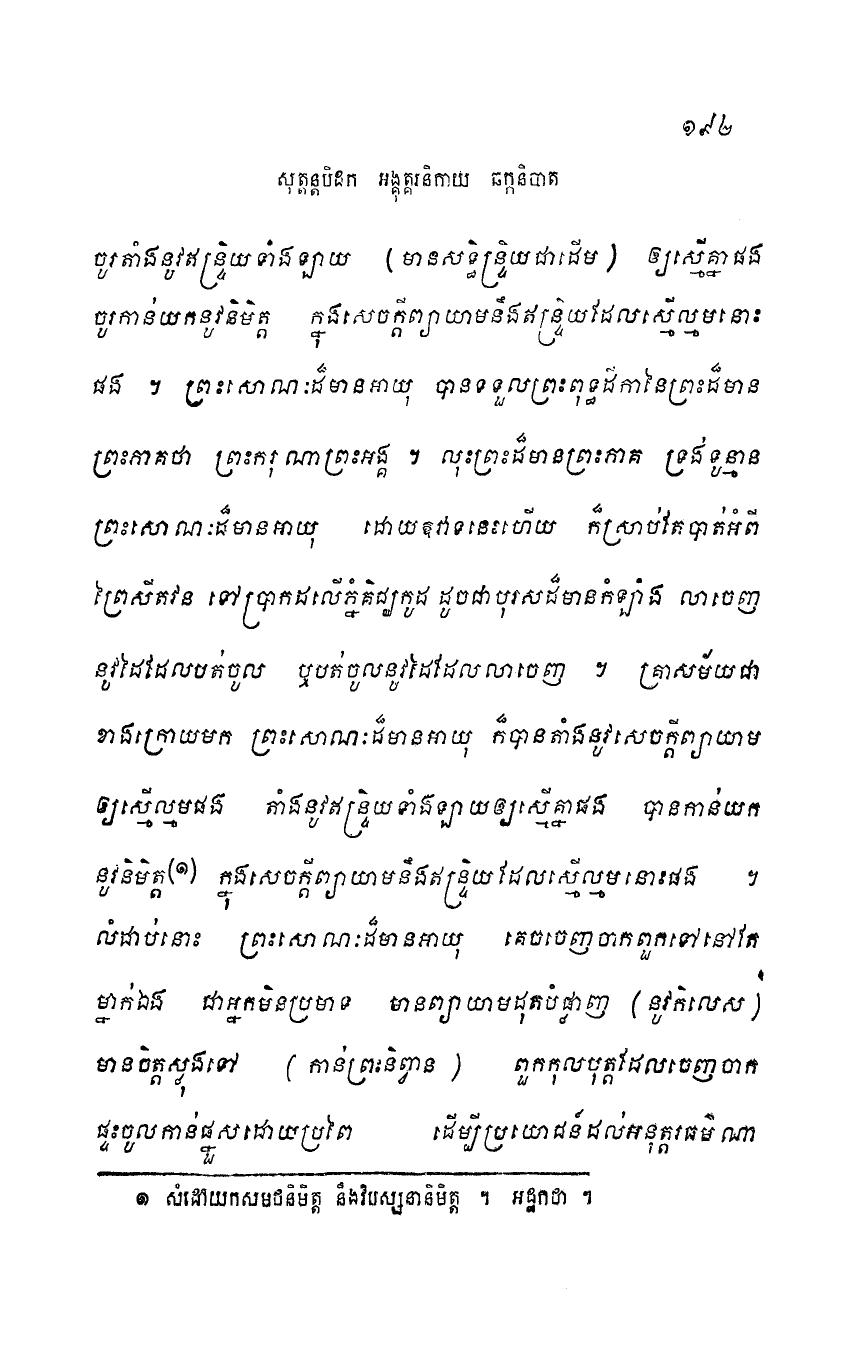 ១៩២
សុត្តន្តបិដក អង្គុត្តរនិកាយ ឆក្កនិបាត
ចូរតាំងនូវឥន្ទ្រិយទាំងឡាយ (មានសទ្ធិន្ទ្រិយជាដើម) ឲ្យស្មើគ្នាផង
ចូរកាន់យកនូវនិមិត្ត ក្នុងសេចក្តីព្យាយាមនឹងឥន្ទ្រិយដែលស្មើល្មមនោះ
ផង ។ ព្រះសោណៈដ៏មានអាយុ បានទទួលព្រះពុទ្ធដីកានៃព្រះដ៏មាន
ព្រះភាគថា ព្រះករុណាព្រះអង្គ ។ លុះព្រះដ៏មានព្រះភាគ ទ្រង់ទូន្មាន
ព្រះសោណៈដ៏មានអាយុ ដោយឱវាទនេះហើយ ក៏ស្រាប់តែបាត់អំពី
ព្រៃសីតវន ទៅប្រាកដលើភ្នំគិជ្ឈកូដ ដូចជាបុរសដ៏មានកំឡាំង លាចេញ
នូវដៃដែលបត់ចូល ឬបត់ចូលនូវដៃដែលលាចេញ ។ គ្រាសម័យជា
ខាងក្រោយមក ព្រះសោណៈដ៏មានអាយុ ក៏បានតាំងនូវសេចក្តីព្យាយាម
ឲ្យស្មើល្មមផង តាំងនូវឥន្ទ្រិយទាំងឡាយឲ្យស្មើគ្នាផង បានកាន់យក
នូវនិមិត្ត(១) ក្នុងសេចក្តីព្យាយាមនឹងឥន្ទ្រិយដែលស្មើល្មមនោះផង ។
លំដាប់នោះ ព្រះសោណៈដ៏មានអាយុ គេចចេញចាកពួកទៅនៅតែ
ម្នាក់ឯង ជាអ្នកមិនប្រមាទ មានព្យាយាមដុតបំផ្លាញ (នូវកិលេស)
មានចិត្តស្លុងទៅ (កាន់ព្រះនិព្វាន) ពួកកុលបុត្តដែលចេញចាក
ផ្ទះចូលកាន់ផ្នួសដោយប្រពៃ ដើម្បីប្រយោជន៍ដល់អនុត្តរធម៌ណា
១ សំដៅយកសមថនិមិត្ត នឹងវិបស្សនានិមិត្ត ។ អដ្ឋកថា ។